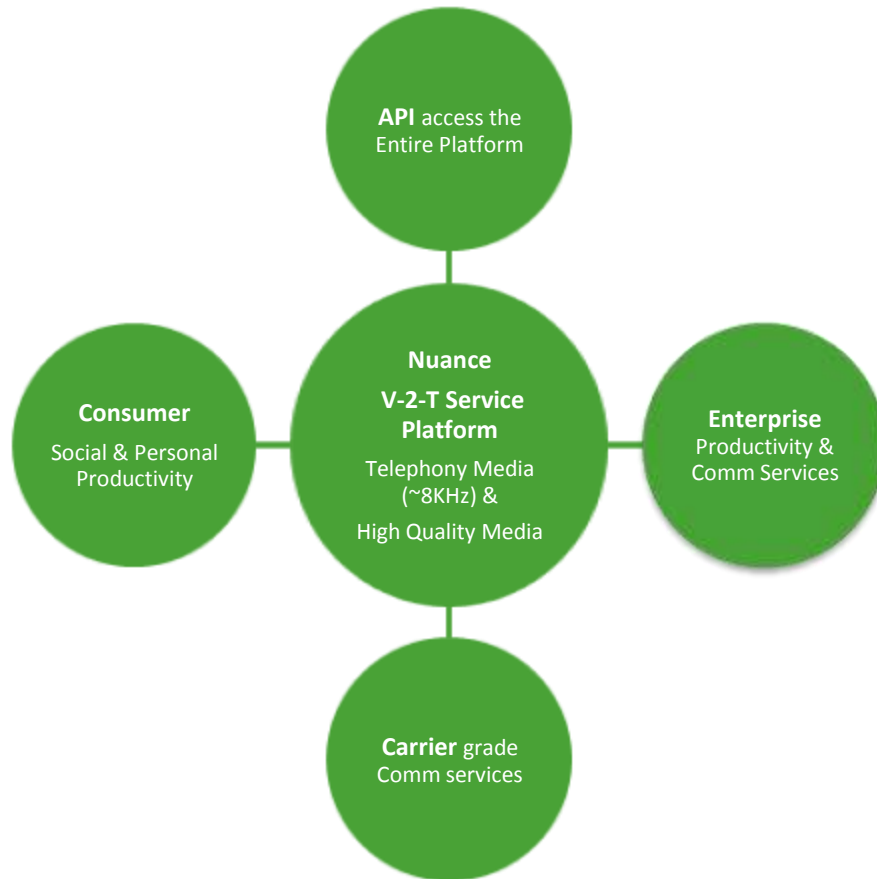 API access the
Entire Platform
Nuance
V-2-T Service
Platform
Telephony Media
(~8KHz) &
High Quality Media
Consumer
Social & Personal
Productivity
Enterprise
Productivity &
Comm Services
Carrier grade
Comm services